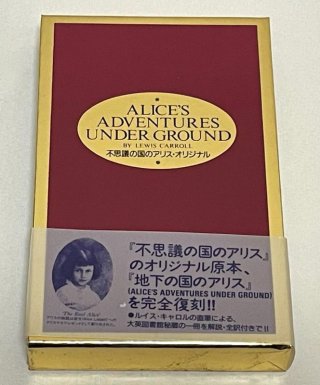 ALICE'S
ADVENTURES
UNDER GROUND
BY LEWIS CARROLL
不思議の国のアリス・オリジナル
『不思議の国のアリス』
のオリジナル原本、
『地下の国のアリス』
(ALICE'S ADVENTURES UNDER GROUND)
を完全復刻!!
●ルイス・キャロルの直筆による、
大英図書館秘蔵の一冊を解説・全訳付きで!!
"The Real Alice"